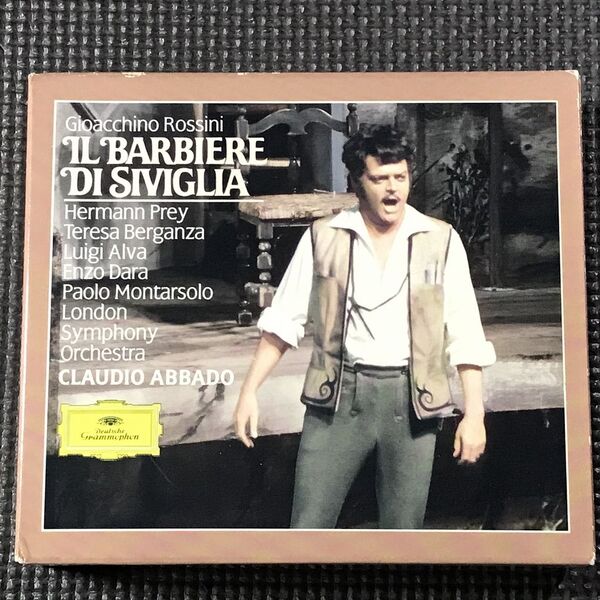 Gioacchino Rossini
IL BARBIERE
DI SIVIGLIA
Hermann Prey
Teresa Berganza
Luigi Alva
Enzo Dara
Paolo Montarsolo
London
Symphony
Orchestra
CLAUDIO ABBADO
Deutsche
Grammophon